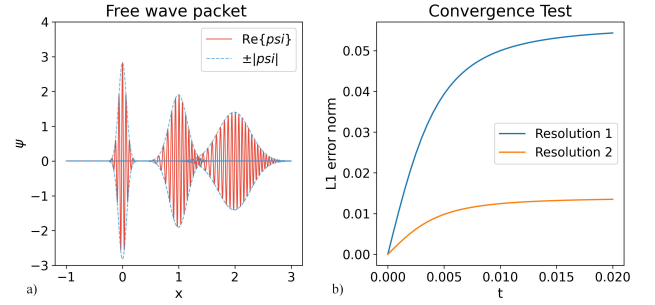 Free wave packet
4
3
2
1
0
−1
−2
−3
ψ
Re{psi}
±|psi|
−1
0
1
2
3
x
a)
Convergence Test
0.05
0.04
0.03
0.02
0.01
0.00
L1 error norm
Resolution 1
Resolution 2
0.000
0.005
0.010
0.015
0.020
t
b)